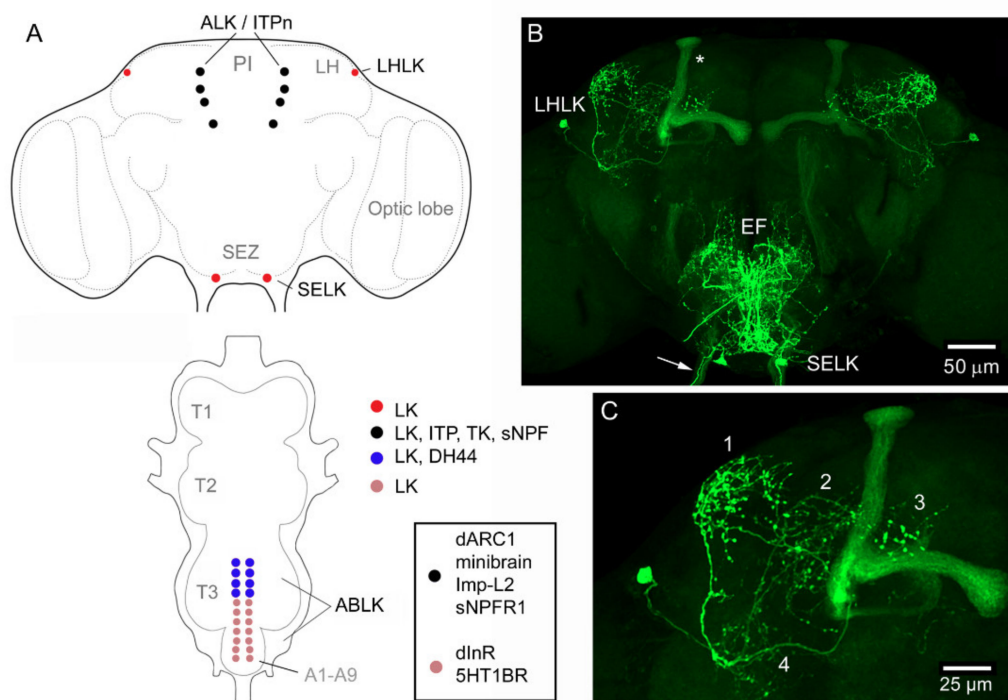 A
ALK / ITPn
PI
LH
LHLK
Optic lobe
SEZ
SELK
T1
T2
T3
ABLK
A1-A9
LK
LK, ITP, TK, sNPF
LK, DH44
LK
dARC1
minibrain
Imp-L2
sNPFR1
dInR
5HT1BR
B
*
LHLK
EF
SELK
50 µm
C
1
2
3
4
25 µm